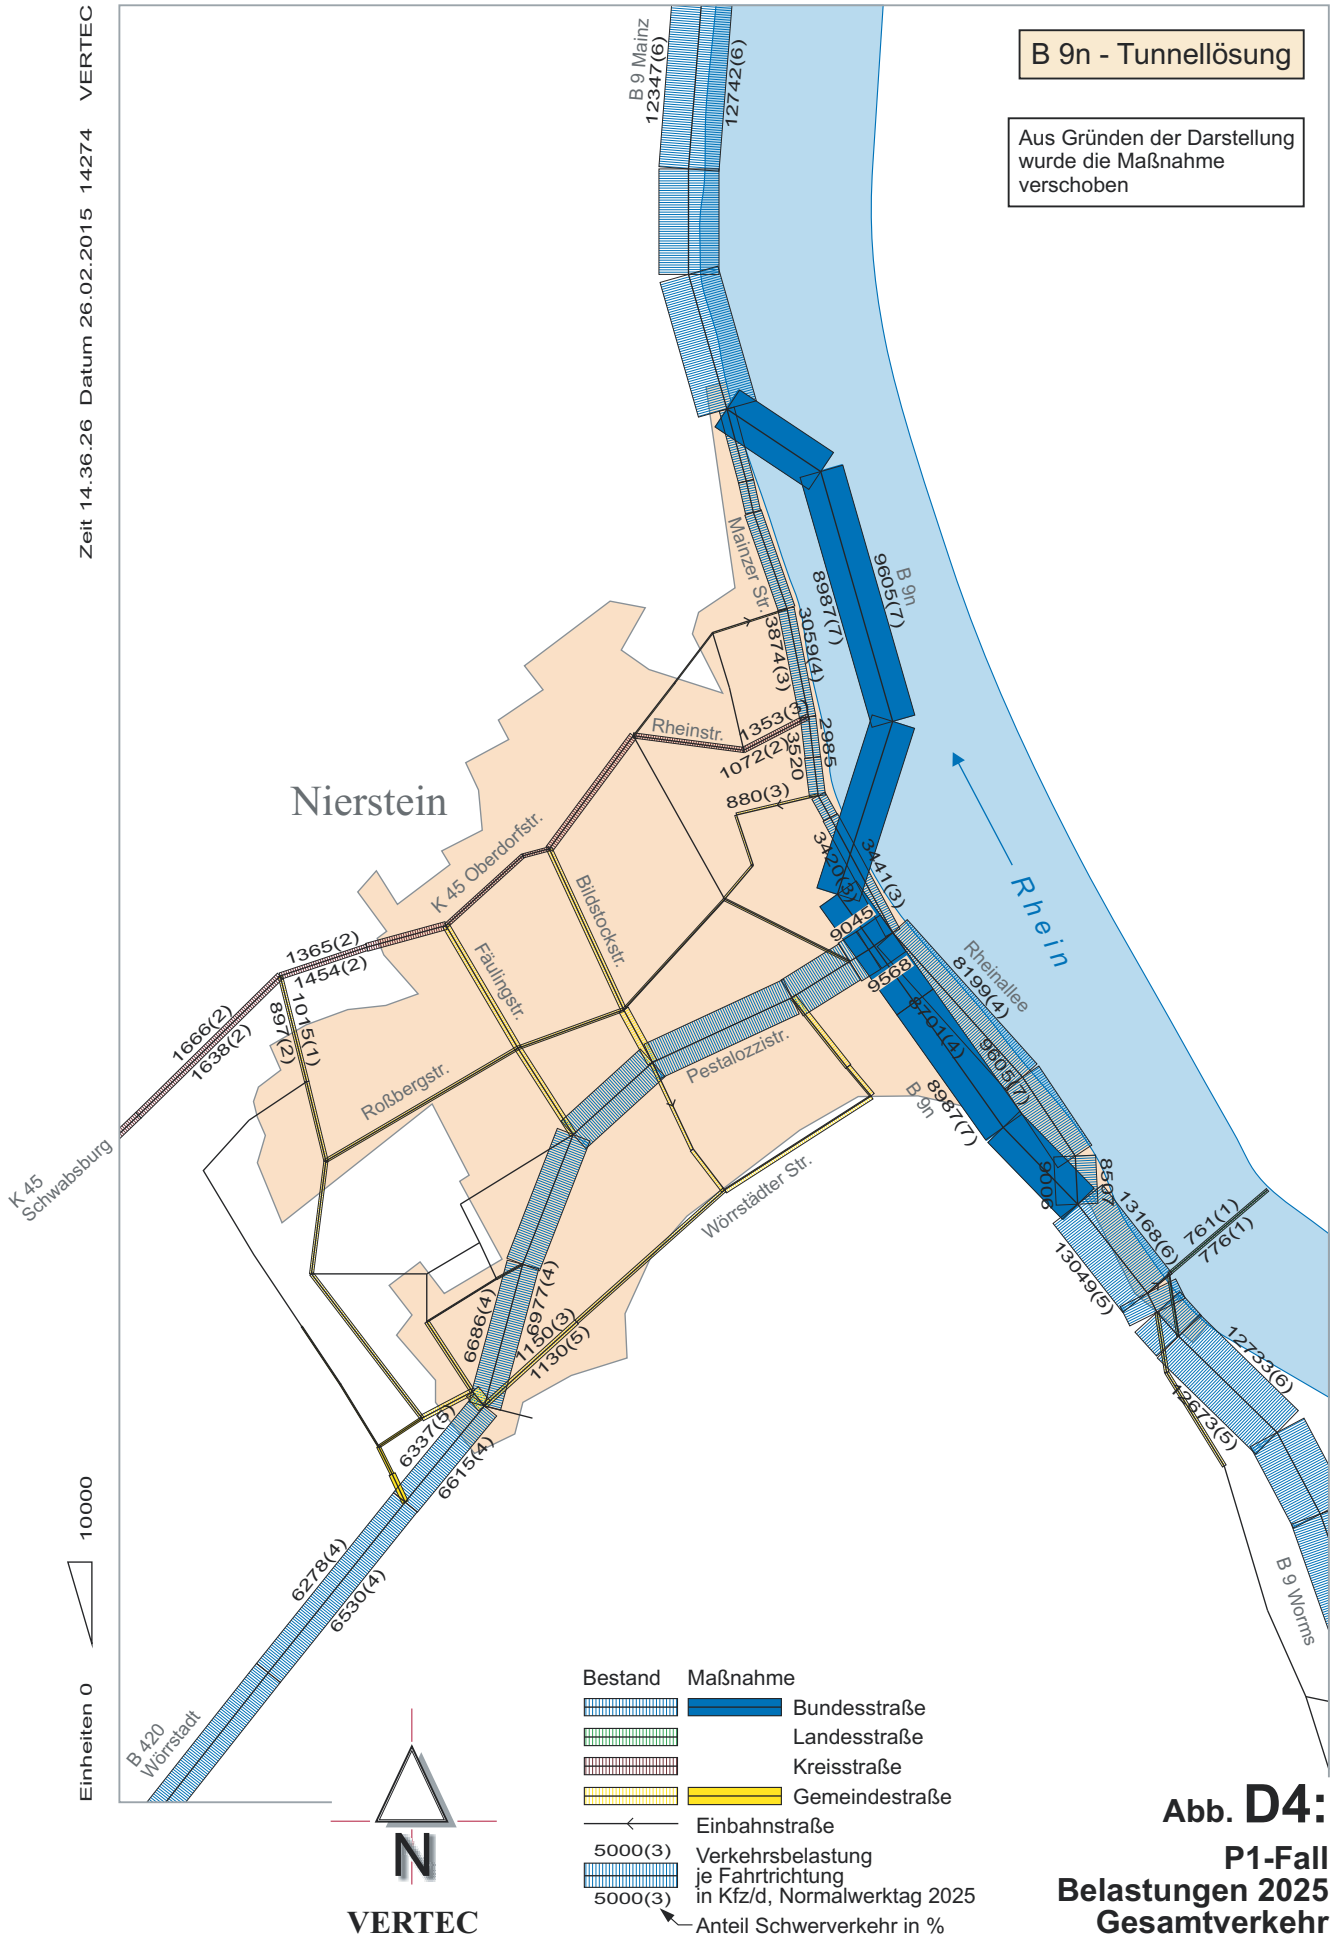 Zeit 14.36.26 Datum 26.02.2015 14274 VERTEC
B 9n - Tunnellösung
Aus Gründen der Darstellung
wurde die Maßnahme
verschoben
B 9 Mainz
12347(6)
12742(6)
Mainzer Str.
8987(7)
9605(7)
B 9n
3874(3)
3059(4)
Rheinstr.
1353(3)
1072(2)
3520
2985
880(3)
Nierstein
K 45 Oberdorfstr.
Bildstockstr.
Fäulingstr.
3420(3)
3441(3)
Rhein
9045
9568
Rheinallee
8199(4)
8701(4)
9605(7)
B 9n
8987(7)
1365(2)
1454(2)
1666(2)
1638(2)
1015(1)
897(2)
Roßbergstr.
Pestalozzistr.
K 45
Schwabsburg
Wörrstädter Str.
9006
8507
13168(6)
13049(5)
761(1)
776(1)
6686(4)
6977(4)
1150(3)
1130(5)
12733(6)
12673(5)
6337(5)
6615(4)
6278(4)
6530(4)
B 9 Worms
B 420
Wörrstadt
Einheiten 0 10000
N
VERTEC
Bestand Maßnahme
Bundesstraße
Landesstraße
Kreisstraße
Gemeindestraße
Einbahnstraße
5000(3)
5000(3)
Verkehrsbelastung
je Fahrtrichtung
in Kfz/d, Normalwerktag 2025
Anteil Schwerverkehr in %
Abb. D4:
P1-Fall
Belastungen 2025
Gesamtverkehr